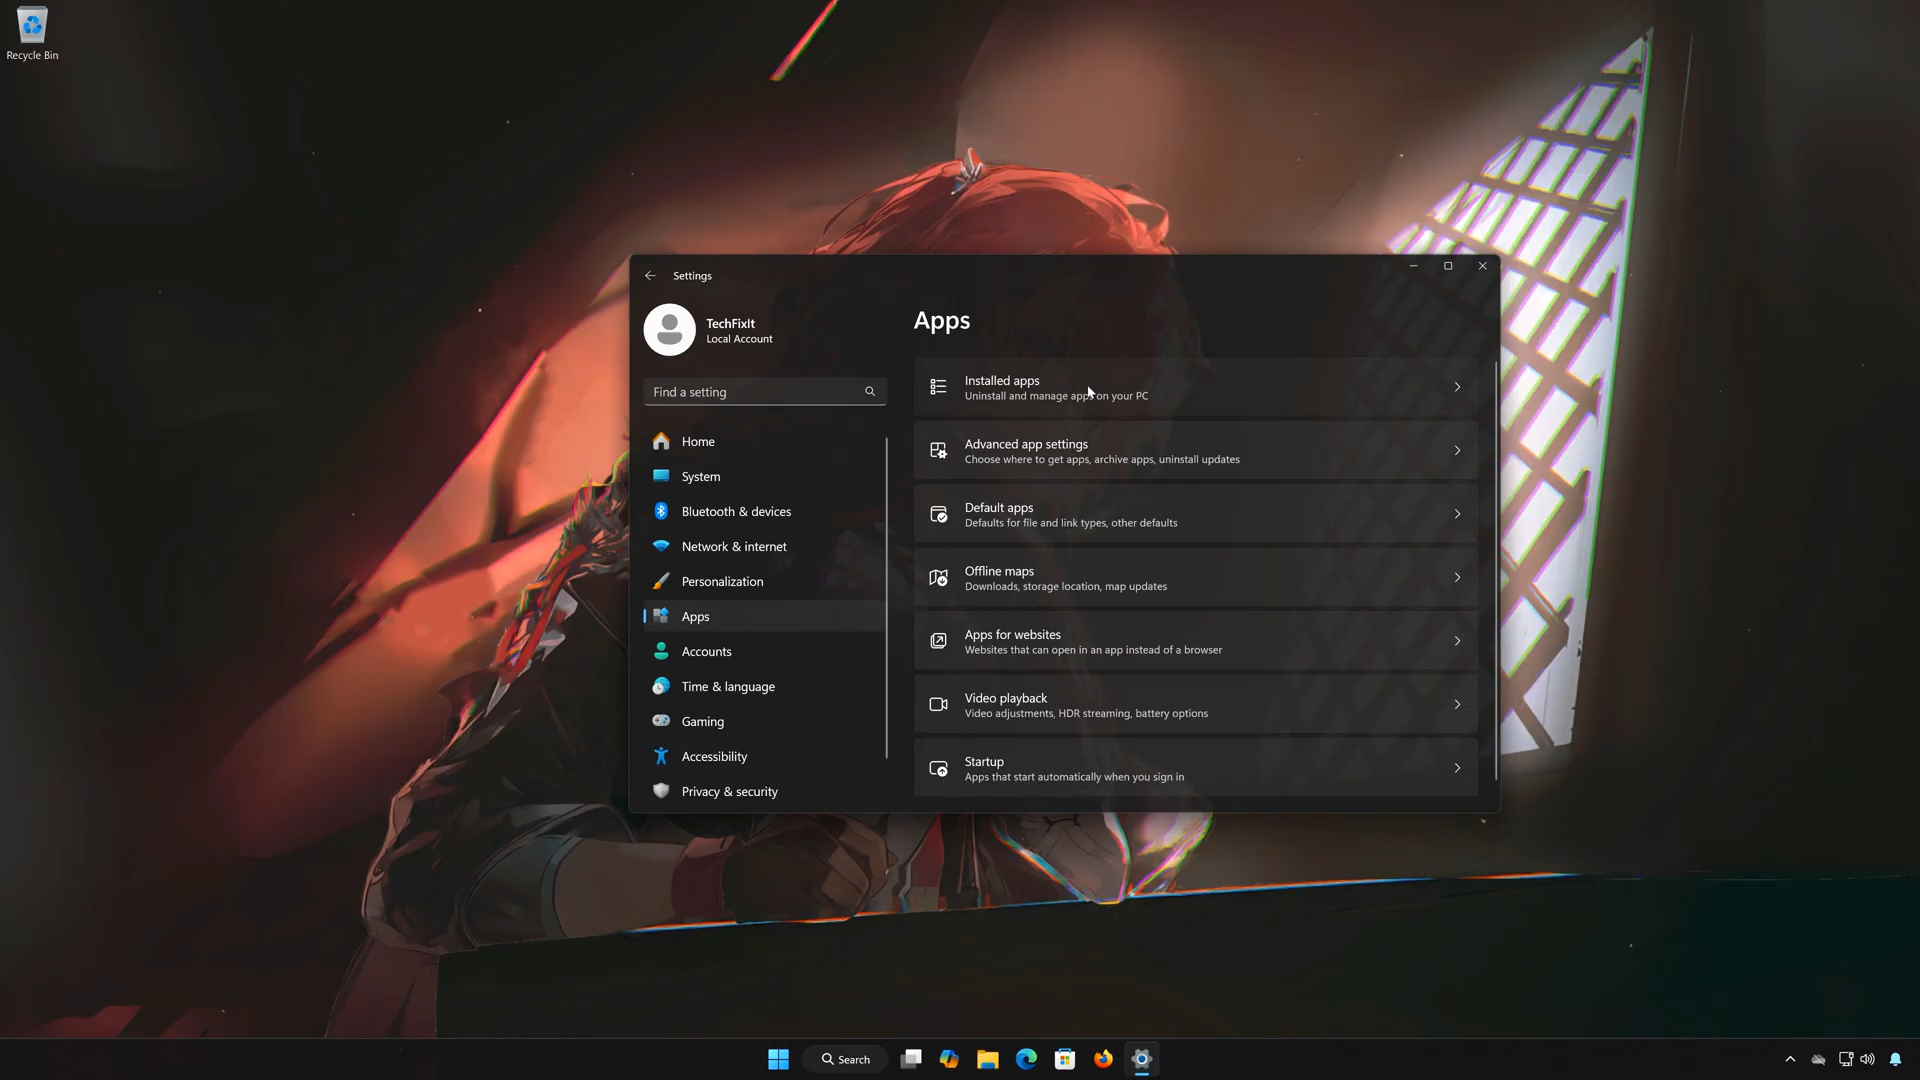 Recycle Bin
Settings
TechFixIt
Local Account
Find a setting
Home
System
Bluetooth & devices
Network & internet
Personalization
Apps
Accounts
Time & language
Gaming
Accessibility
Privacy & security
Apps
Installed apps
Uninstall and manage apps on your PC
Advanced app settings
Choose where to get apps, archive apps, uninstall updates
Default apps
Defaults for file and link types, other defaults
Offline maps
Downloads, storage location, map updates
Apps for websites
Websites that can open in an app instead of a browser
Video playback
Video adjustments, HDR streaming, battery options
Startup
Apps that start automatically when you sign in
Search